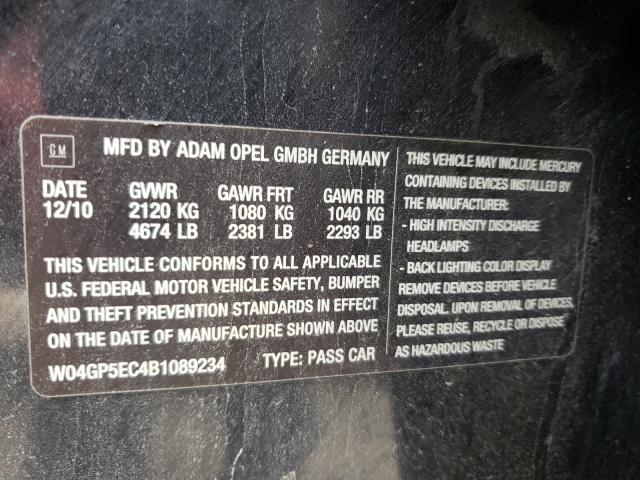 GM
MFD BY ADAM OPEL GMBH GERMANY
DATE GVWR GAWR FRT GAWR RR
12/10 2120 KG 1080 KG 1040 KG
4674 LB 2381 LB 2293 LB
THIS VEHICLE CONFORMS TO ALL APPLICABLE
U.S. FEDERAL MOTOR VEHICLE SAFETY, BUMPER
AND THEFT PREVENTION STANDARDS IN EFFECT
ON THE DATE OF MANUFACTURE SHOWN ABOVE
W04GP5EC4B1089234 TYPE: PASS CAR
THIS VEHICLE MAY INCLUDE MERCURY
CONTAINING DEVICES INSTALLED BY
THE MANUFACTURER:
- HIGH INTENSITY DISCHARGE
HEADLAMPS
- BACK LIGHTING COLOR DISPLAY
REMOVE DEVICES BEFORE VEHICLE
DISPOSAL. UPON REMOVAL OF DEVICES,
PLEASE REUSE, RECYCLE OR DISPOSE
AS HAZARDOUS WASTE